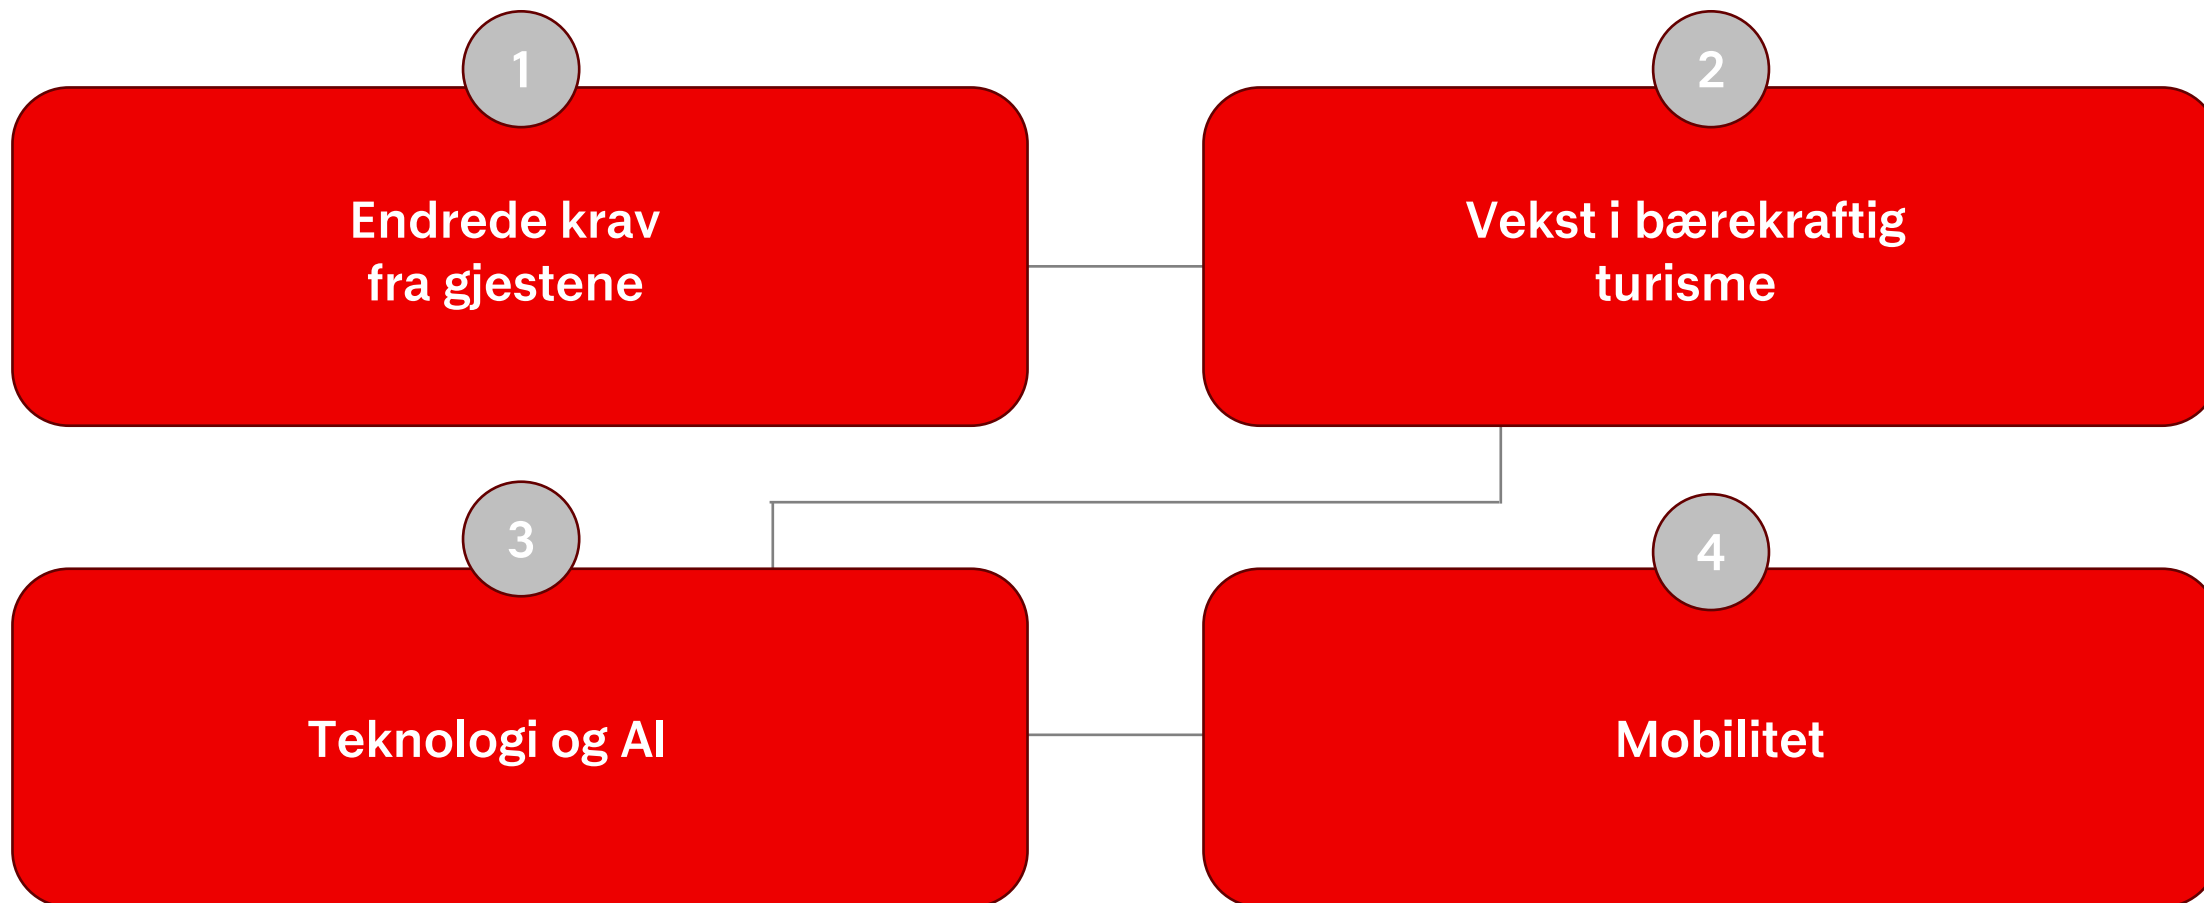 1
Endrede krav
fra gjestene
2
Vekst i bærekraftig
turisme
3
Teknologi og AI
4
Mobilitet